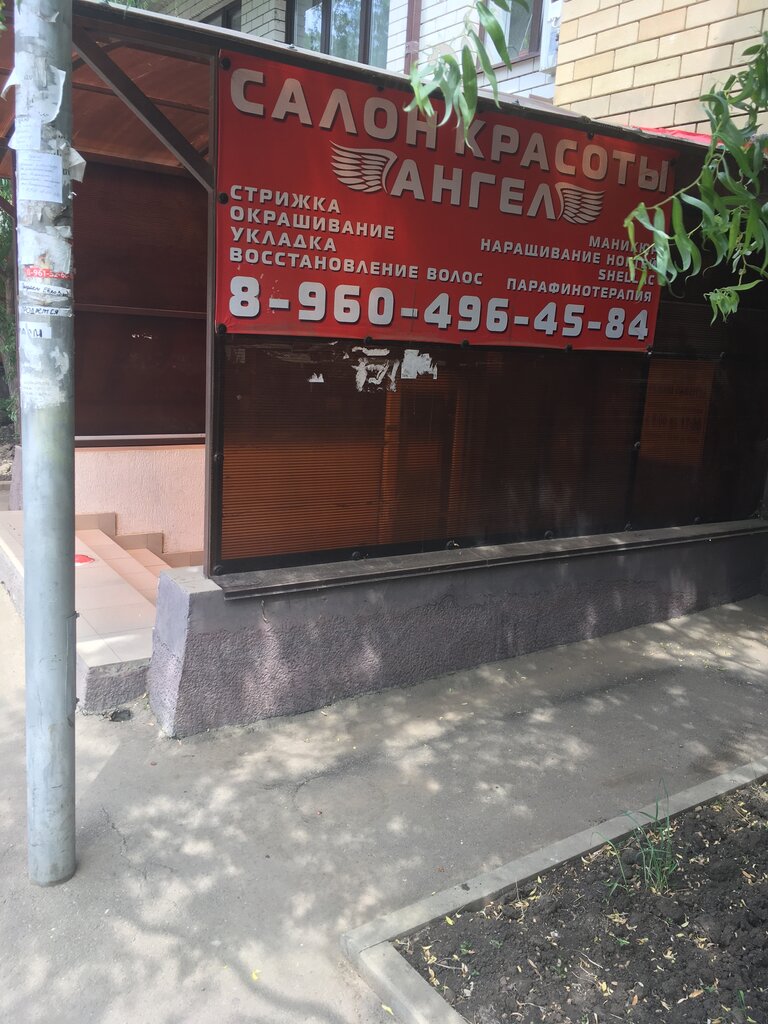 САЛОН КРАСОТЫ
АНГЕЛ
СТРИЖКА
ОКРАШИВАНИЕ
УКЛАДКА
ВОССТАНОВЛЕНИЕ ВОЛОС
НАРАЩИВАНИЕ
ПАРАФИНОТЕРАПИЯ
8-960-496-45-84